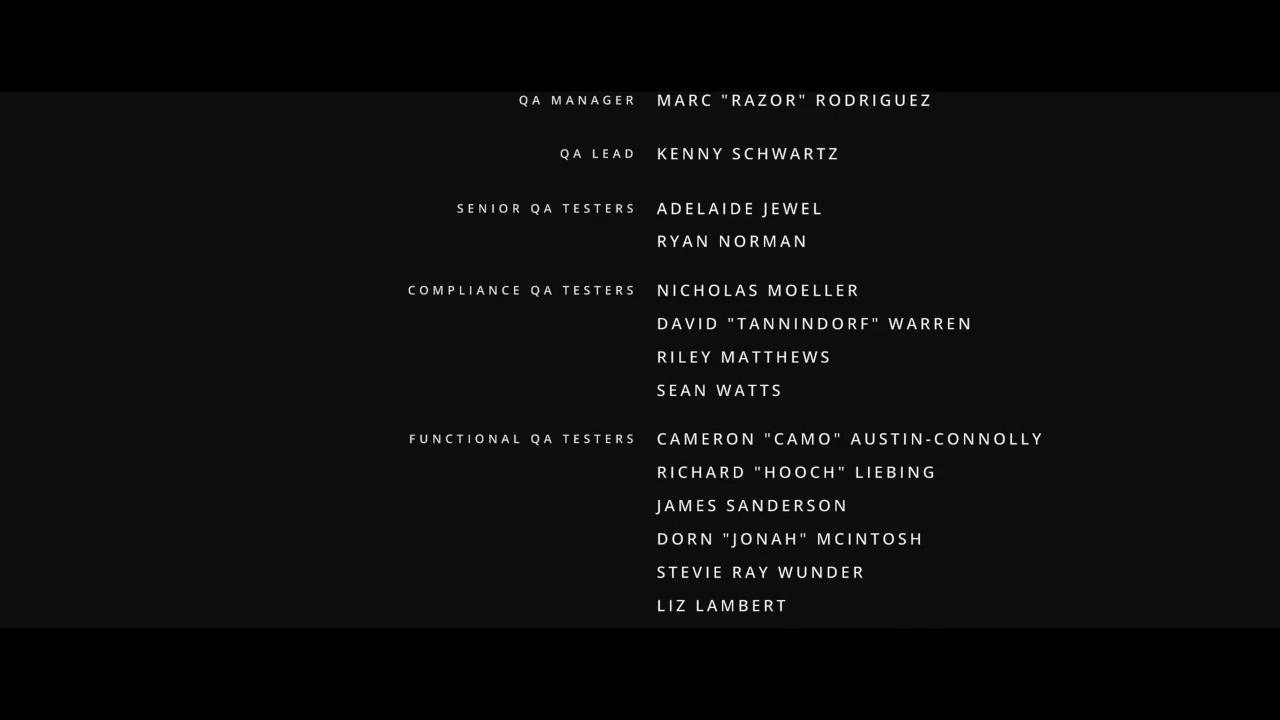 QA MANAGER MARC "RAZOR" RODRIGUEZ
QA LEAD KENNY SCHWARTZ
SENIOR QA TESTERS ADELAIDE JEWEL
RYAN NORMAN
COMPLIANCE QA TESTERS NICHOLAS MOELLER
DAVID "TANNINDORF" WARREN
RILEY MATTHEWS
SEAN WATTS
FUNCTIONAL QA TESTERS CAMERON "CAMO" AUSTIN-CONNOLLY
RICHARD "HOOCH" LIEBING
JAMES SANDERSON
DORN "JONAH" MCINTOSH
STEVIE RAY WUNDER
LIZ LAMBERT